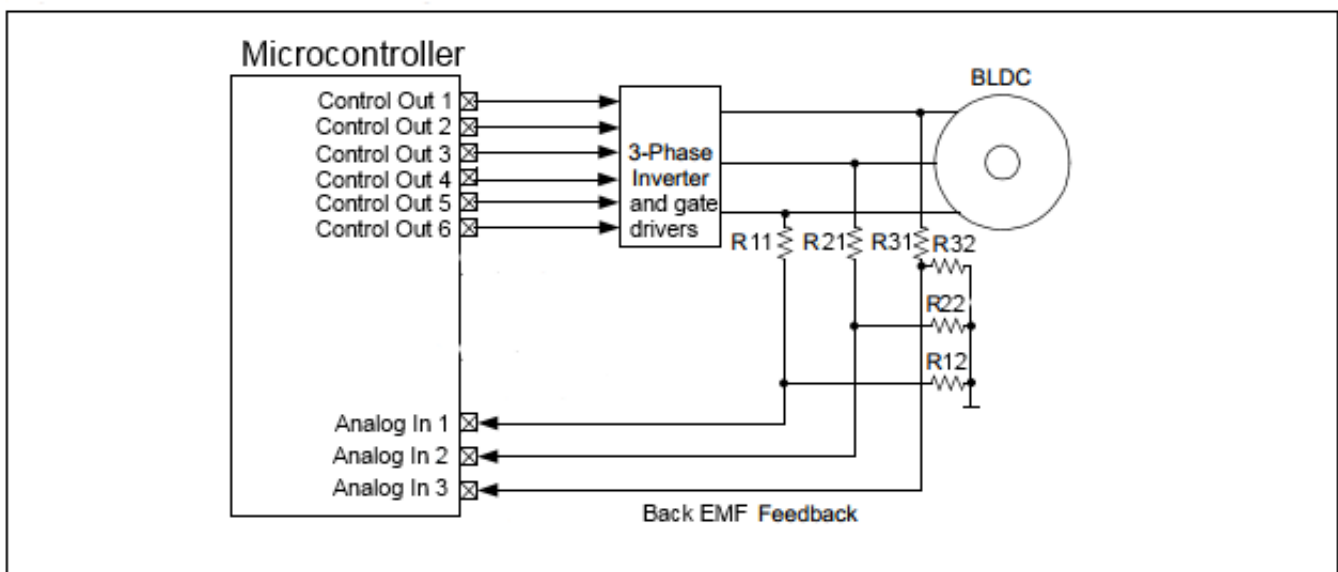 Microcontroller
BLDC
Control Out 1
Control Out 2
Control Out 3
Control Out 4
Control Out 5
Control Out 6
3-Phase
Inverter
and gate
drivers
R11
R21
R31
R32
R22
R12
Analog In 1
Analog In 2
Analog In 3
Back EMF Feedback